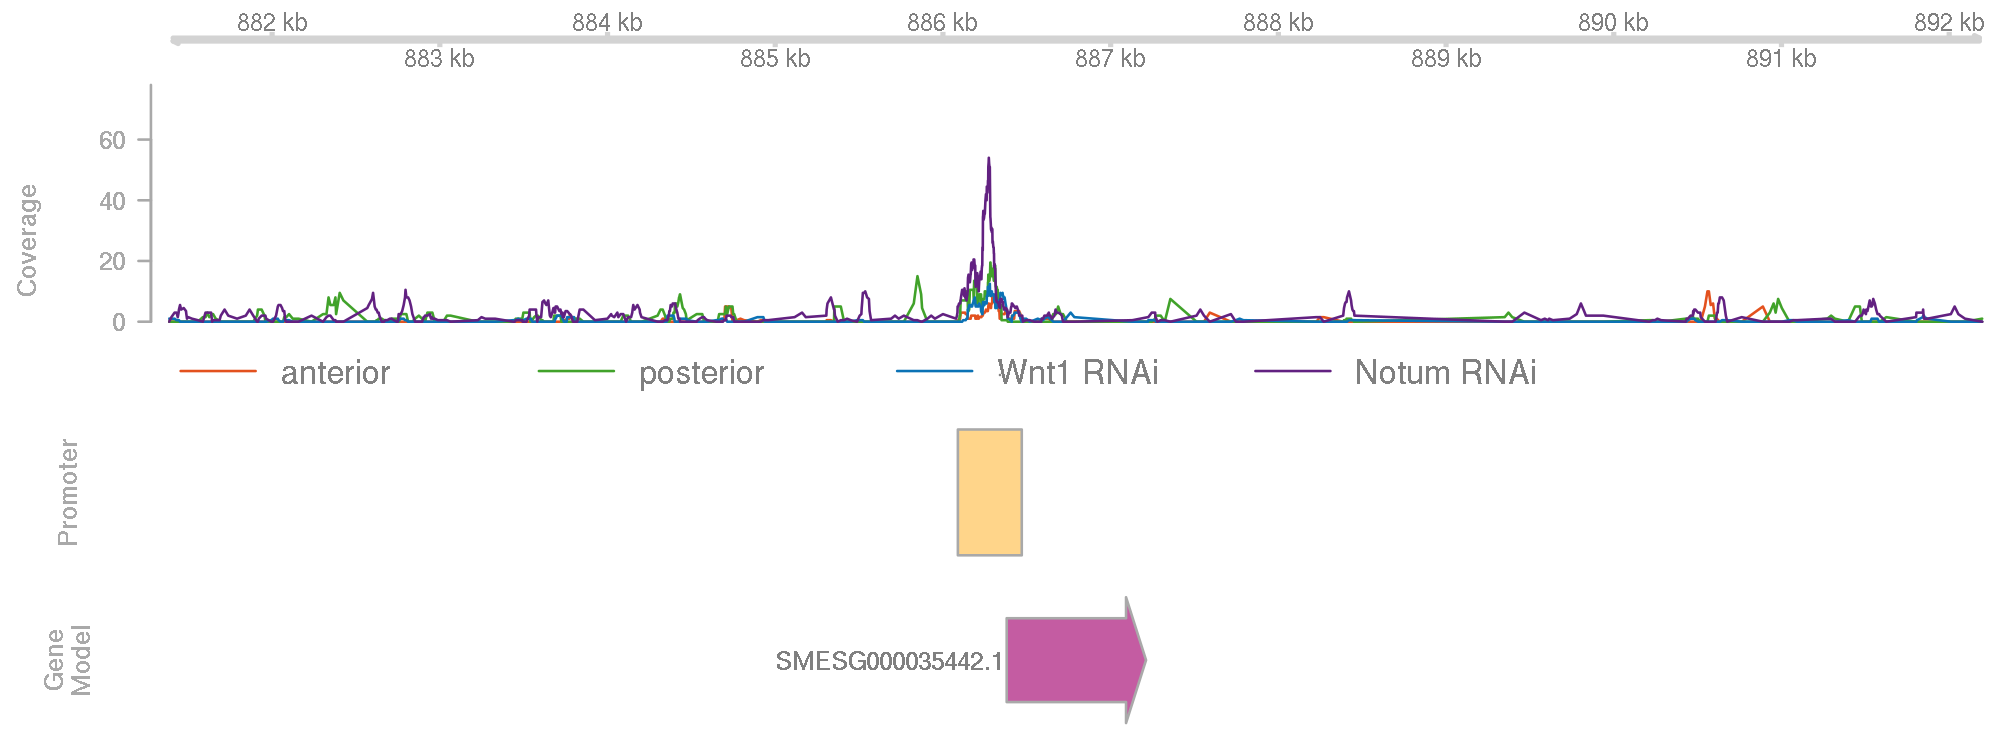 882 kb 884 kb 886 kb 888 kb 890 kb 892 kb
883 kb 885 kb 887 kb 889 kb 891 kb
Coverage
60
40
20
0
anterior posterior Wnt1 RNAi Notum RNAi
Promoter
Gene
Model
SMESG000035442.1